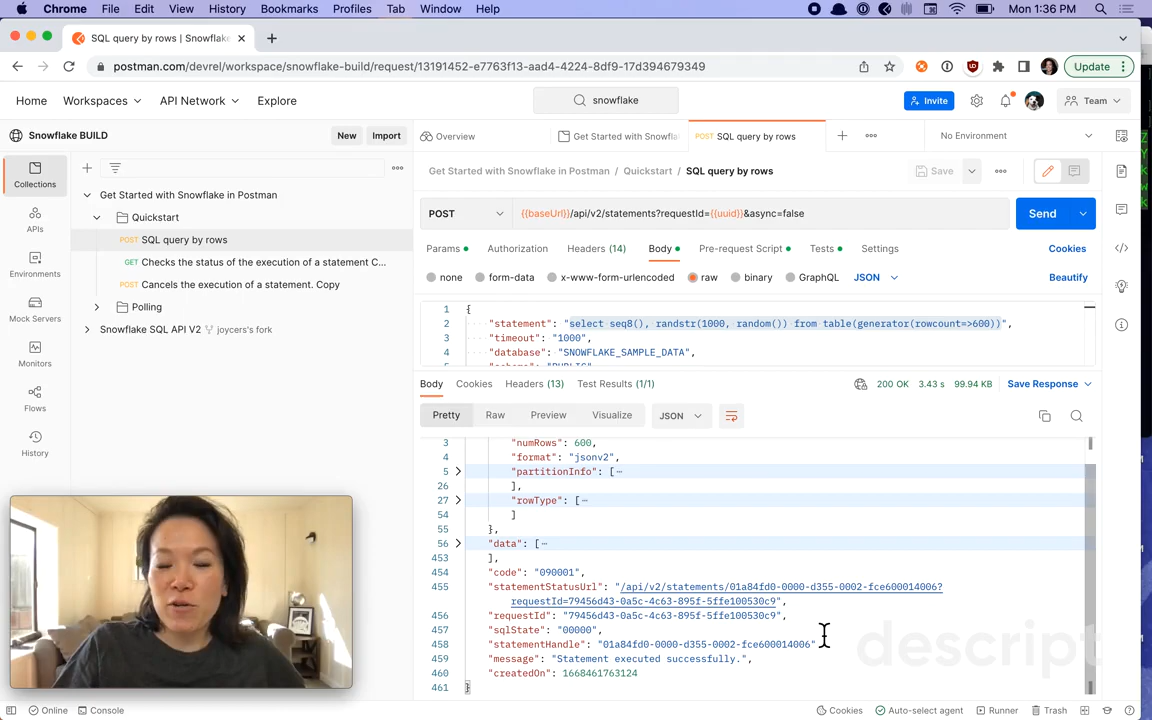 Chrome File Edit View History Bookmarks Profiles Tab Window Help Mon 1:36 PM
SQL query by rows | Snowflake
postman.com/devrel/workspace/snowflake-build/request/13191452-e7763f13-aad4-4224-8df9-17d394679349 Update
Home Workspaces API Network Explore snowflake Invite Team
Snowflake BUILD New Import Overview Get Started with Snowfla POST SQL query by rows No Environment
Collections
Get Started with Snowflake in Postman
Quickstart
POST SQL query by rows
GET Checks the status of the execution of a statement C...
POST Cancels the execution of a statement. Copy
Polling
Snowflake SQL API V2 joycers's fork
APIs
Environments
Mock Servers
Monitors
Flows
History
Get Started with Snowflake in Postman / Quickstart / SQL query by rows Save
POST {{baseUrl}}/api/v2/statements?requestId={{uuid}}&async=false Send
Params Authorization Headers (14) Body Pre-request Script Tests Settings Cookies
none form-data x-www-form-urlencoded raw binary GraphQL JSON Beautify
1 {
2 "statement": "select seq8(), randstr(1000, random()) from table(generator(rowcount=>600))",
3 "timeout": "1000",
4 "database": "SNOWFLAKE_SAMPLE_DATA",
Body Cookies Headers (13) Test Results (1/1) 200 OK 3.43 s 99.94 KB Save Response
Pretty Raw Preview Visualize JSON
3 "numRows": 600,
4 "format": "jsonv2",
5 "partitionInfo": [
26 ],
27 "rowType": [
54 ]
55 },
56 "data": [
453 ],
454 "code": "090001",
455 "statementStatusUrl": "/api/v2/statements/01a84fd0-0000-d355-0002-fce600014006?
requestId=79456d43-0a5c-4c63-895f-5ffe100530c9",
456 "requestId": "79456d43-0a5c-4c63-895f-5ffe100530c9",
457 "sqlState": "00000",
458 "statementHandle": "01a84fd0-0000-d355-0002-fce600014006"
459 "message": "Statement executed successfully.",
460 "createdOn": 1668461763124
461 }
descript
Online Console Cookies Auto-select agent Runner Trash